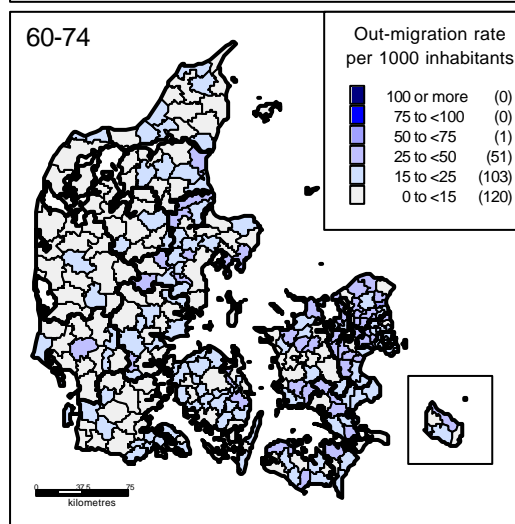 60-74
Out-migration rate
per 1000 inhabitants
100 or more (0)
75 to <100 (0)
50 to <75 (1)
25 to <50 (51)
15 to <25 (103)
0 to <15 (120)
0 37.5 75
kilometres